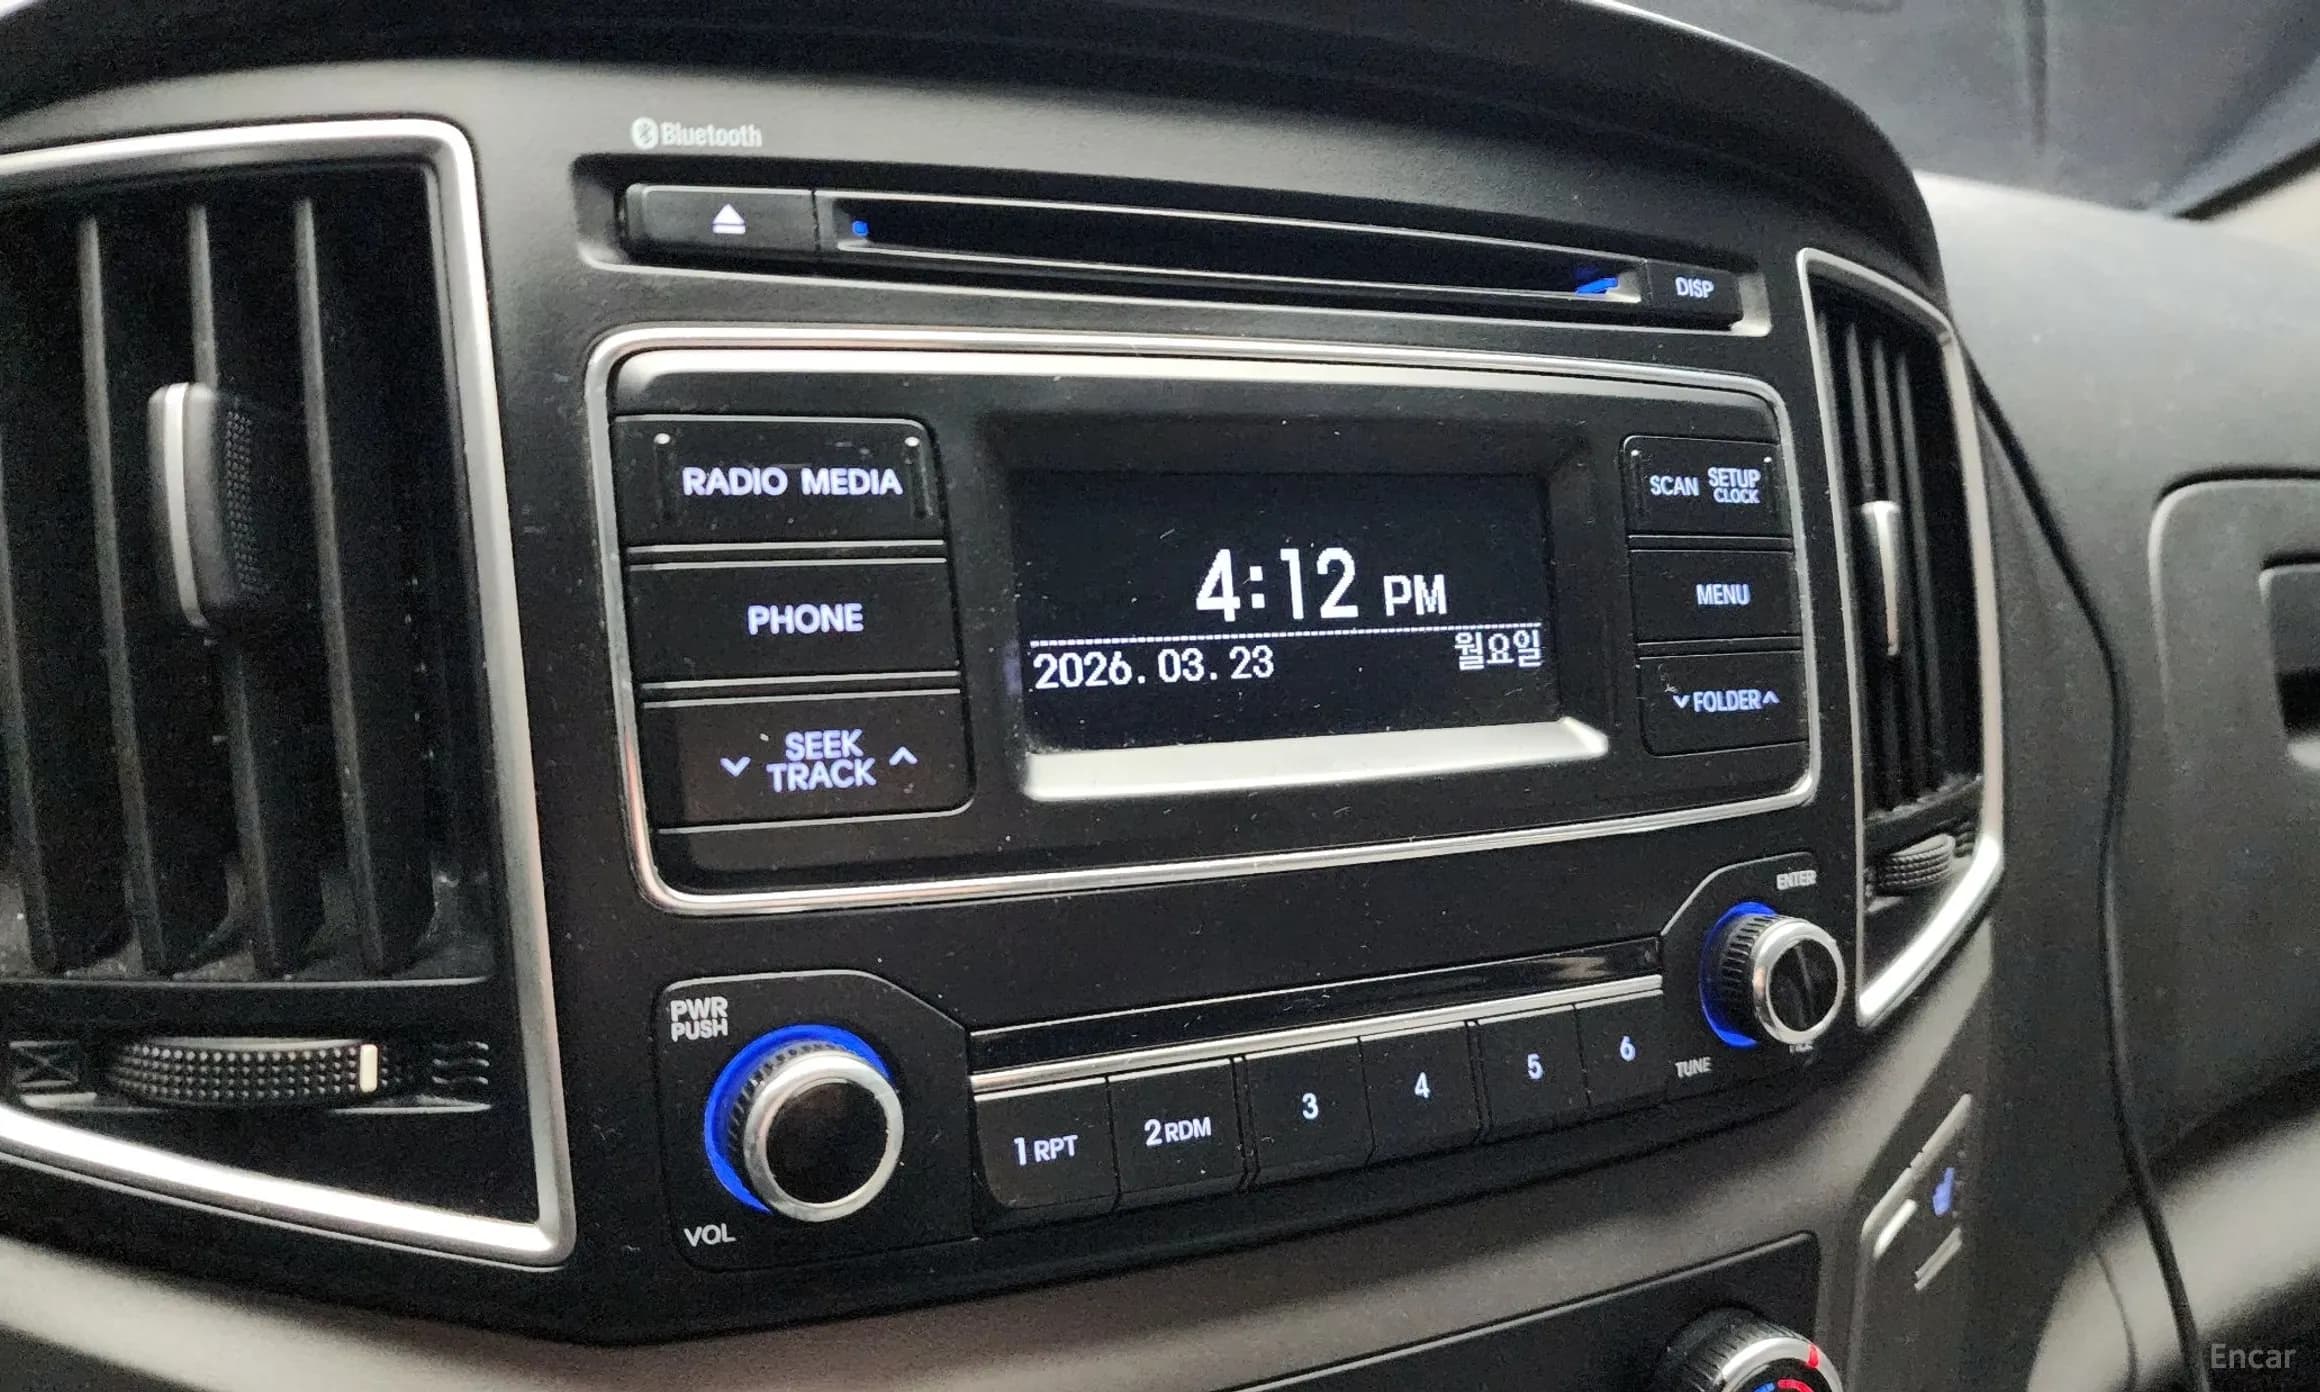 Bluetooth
DISP
RADIO MEDIA
SCAN SETUP
CLOCK
4:12 PM
PHONE
MENU
2026. 03. 23 월요일
SEEK
TRACK
FOLDER
ENTER
PWR
PUSH
1 RPT 2 RDM 3 4 5 6
TUNE
VOL
Encar